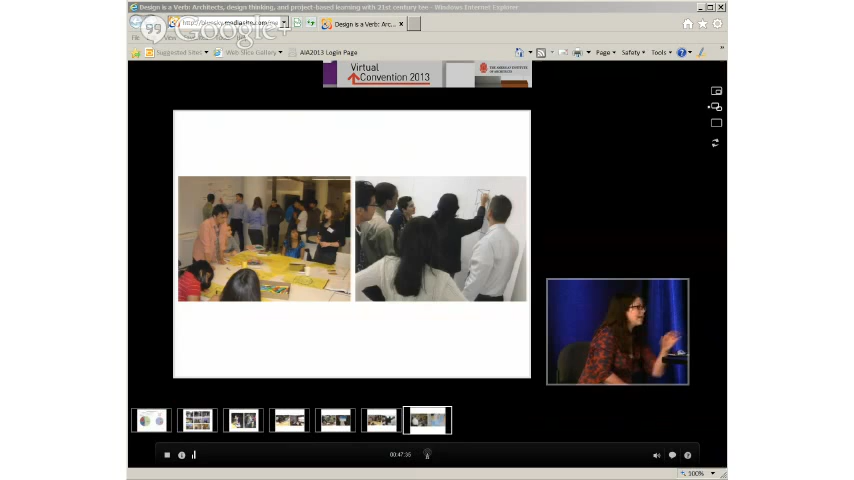 Design is a Verb: Architects, design thinking, and project-based learning with 21st century tee - Windows Internet Explorer
Google+
Design is a Verb: Arc...
Suggested Sites
Web Slice Gallery
AIA2013 Login Page
Page
Safety
Tools
Virtual
Convention 2013
THE AMERICAN INSTITUTE
OF ARCHITECTS
00:47:35
100%